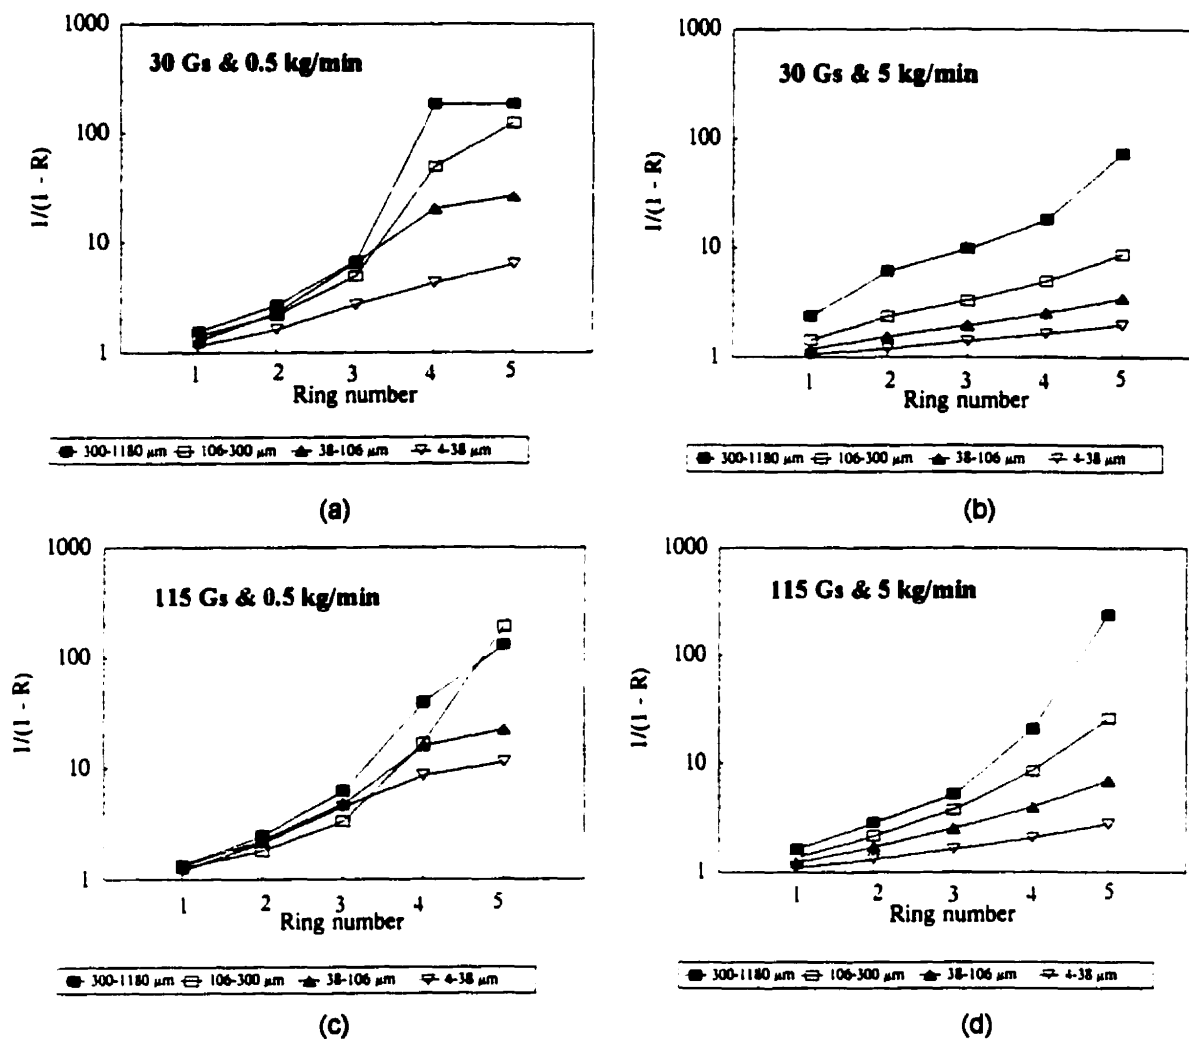 1000
30 Gs & 0.5 kg/min
100
1/(1 - R)
10
1
1 2 3 4 5
Ring number
300-1180 μm 106-300 μm 38-106 μm 4-38 μm
(a)
1000
30 Gs & 5 kg/min
100
1/(1 - R)
10
1
1 2 3 4 5
Ring number
300-1180 μm 106-300 μm 38-106 μm 4-38 μm
(b)
1000
115 Gs & 0.5 kg/min
100
1/(1 - R)
10
1
1 2 3 4 5
Ring number
300-1180 μm 106-300 μm 38-106 μm 4-38 μm
(c)
1000
115 Gs & 5 kg/min
100
1/(1 - R)
10
1
1 2 3 4 5
Ring number
300-1180 μm 106-300 μm 38-106 μm 4-38 μm
(d)